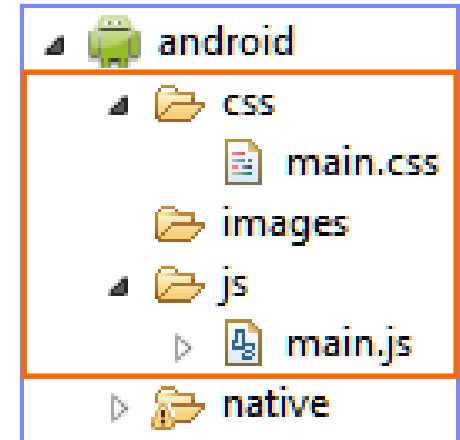 android
css
main.css
images
js
main.js
native